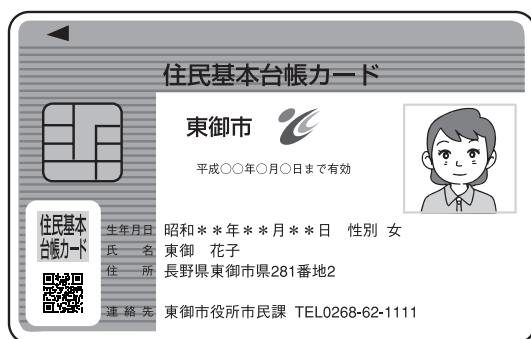 住民基本台帳カード
東御市
平成○○年○月○日まで有効
住民基本
台帳カード
生年月日 昭和＊＊年＊＊月＊＊日 性別 女
氏 名 東御 花子
住 所 長野県東御市県281番地2
連絡先 東御市役所市民課 TEL0268-62-1111